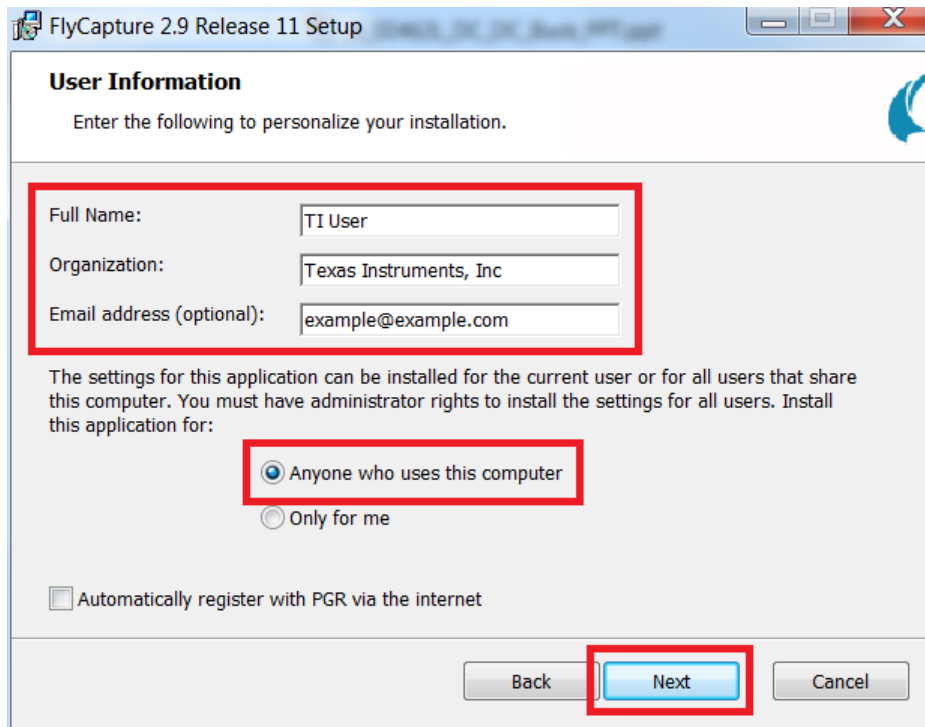 FlyCapture 2.9 Release 11 Setup
User Information
Enter the following to personalize your installation.
Full Name:
TI User
Organization:
Texas Instruments, Inc
Email address (optional):
example@example.com
The settings for this application can be installed for the current user or for all users that share
this computer. You must have administrator rights to install the settings for all users. Install
this application for:
Anyone who uses this computer
Only for me
Automatically register with PGR via the internet
Back
Next
Cancel